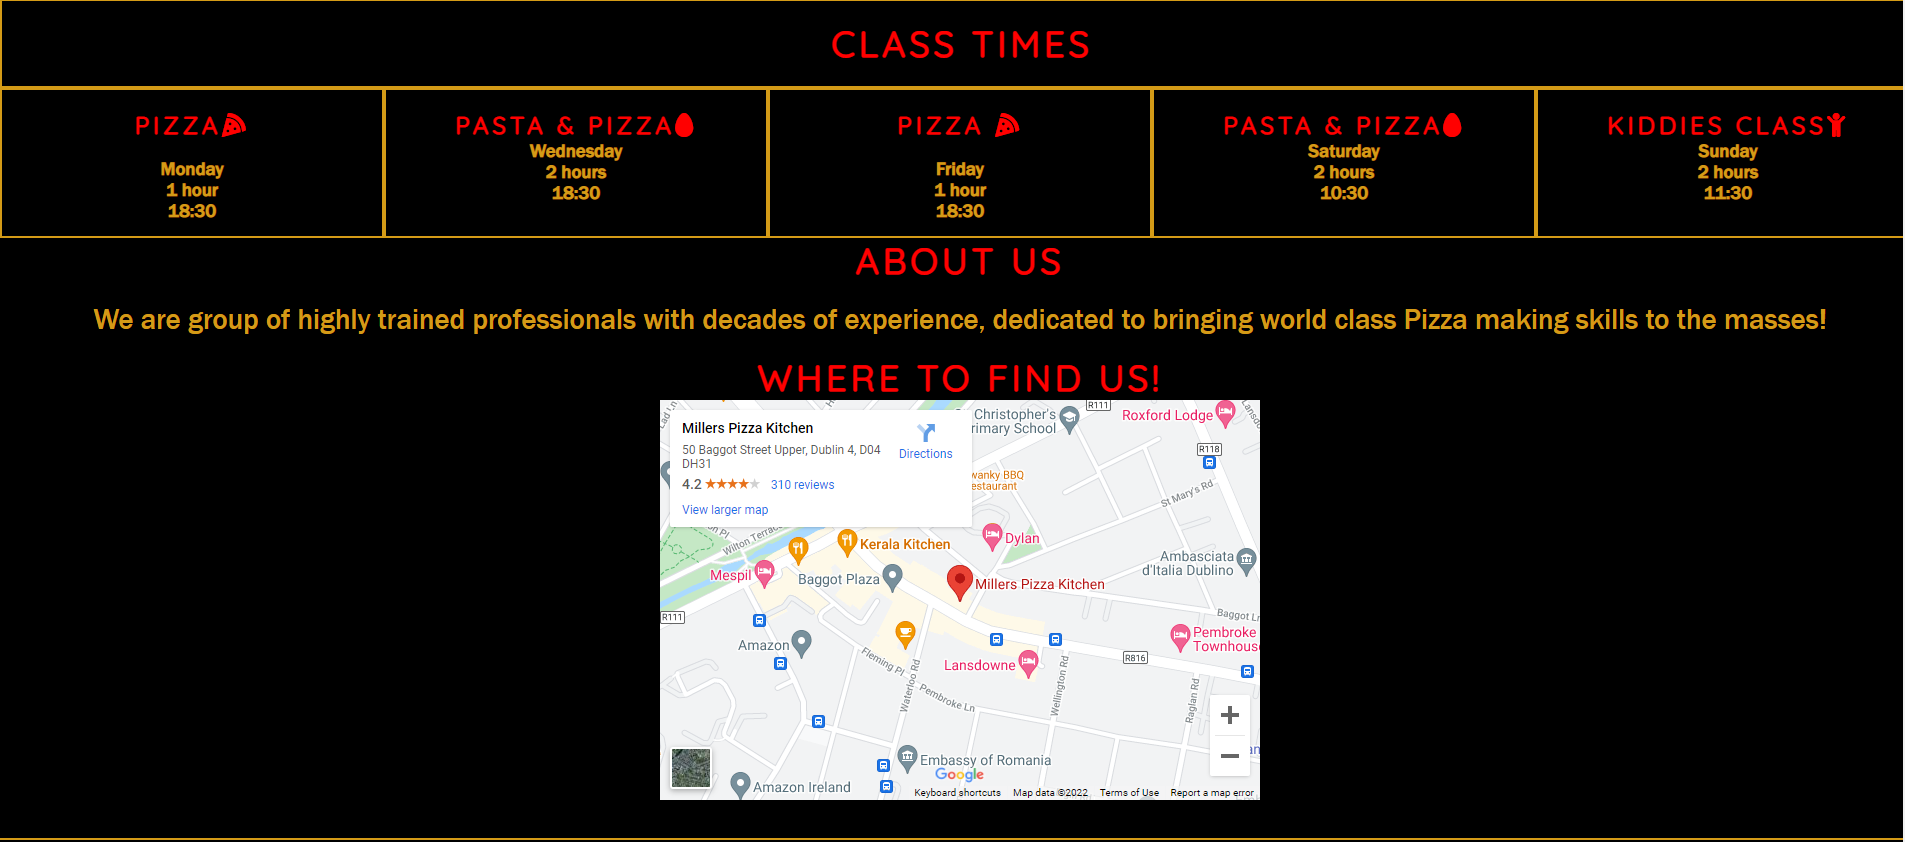 CLASS TIMES
PIZZA
Monday
1 hour
18:30
PASTA & PIZZA
Wednesday
2 hours
18:30
PIZZA
Friday
1 hour
18:30
PASTA & PIZZA
Saturday
2 hours
10:30
KIDDIES CLASS
Sunday
2 hours
11:30
ABOUT US
We are group of highly trained professionals with decades of experience, dedicated to bringing world class Pizza making skills to the masses!
WHERE TO FIND US!
Millers Pizza Kitchen
50 Baggot Street Upper, Dublin 4, D04
DH31
4.2
310 reviews
View larger map
Directions
Christopher's
rimary School
R111
Roxford Lodge
R118
wanky BBQ
estaurant
St Mary's Rd
Wilton Terrace
Kerala Kitchen
Dylan
Ambasciata
d'Italia Dublino
Mespil
Baggot Plaza
Millers Pizza Kitchen
R111
Baggot Ln
Amazon
Fleming Pl
Pembroke
Townhous
Lansdowne
R816
Waterloo Rd
Wellington Rd
Pembroke Ln
Raglan Rd
Embassy of Romania
Google
Amazon Ireland
Keyboard shortcuts
Map data ©2022
Terms of Use
Report a map error